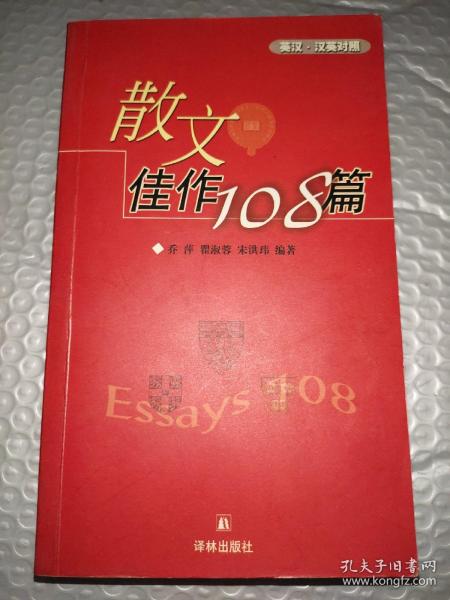 英汉·汉英对照
散文
佳作108篇
◆乔 萍 瞿淑蓉 宋洪玮 编著
Essays 108
译林出版社
孔夫子旧书网
www.kongfz.com